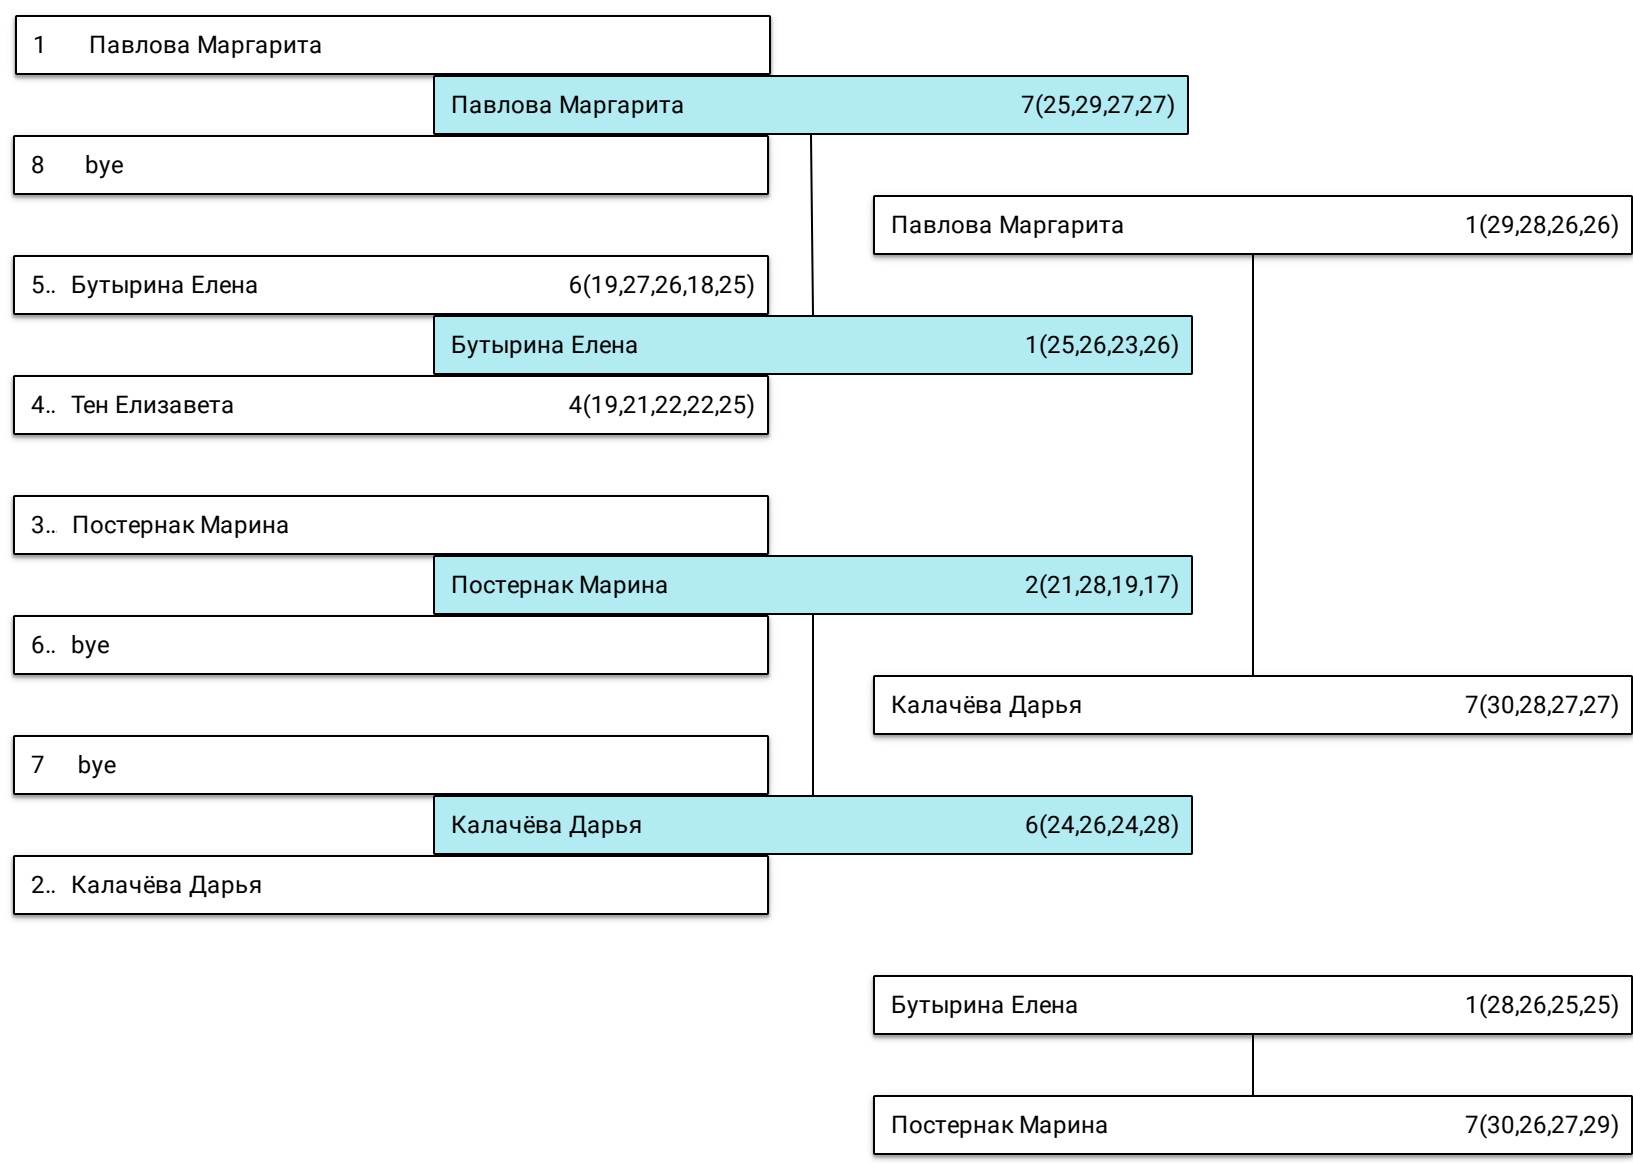 1 Павлова Маргарита
Павлова Маргарита 7(25,29,27,27)
8 bye
Павлова Маргарита 1(29,28,26,26)
5.. Бутырина Елена 6(19,27,26,18,25)
Бутырина Елена 1(25,26,23,26)
4.. Тен Елизавета 4(19,21,22,22,25)
3.. Постернак Марина
Постернак Марина 2(21,28,19,17)
6.. bye
Калачёва Дарья 7(30,28,27,27)
7 bye
Калачёва Дарья 6(24,26,24,28)
2.. Калачёва Дарья
Бутырина Елена 1(28,26,25,25)
Постернак Марина 7(30,26,27,29)